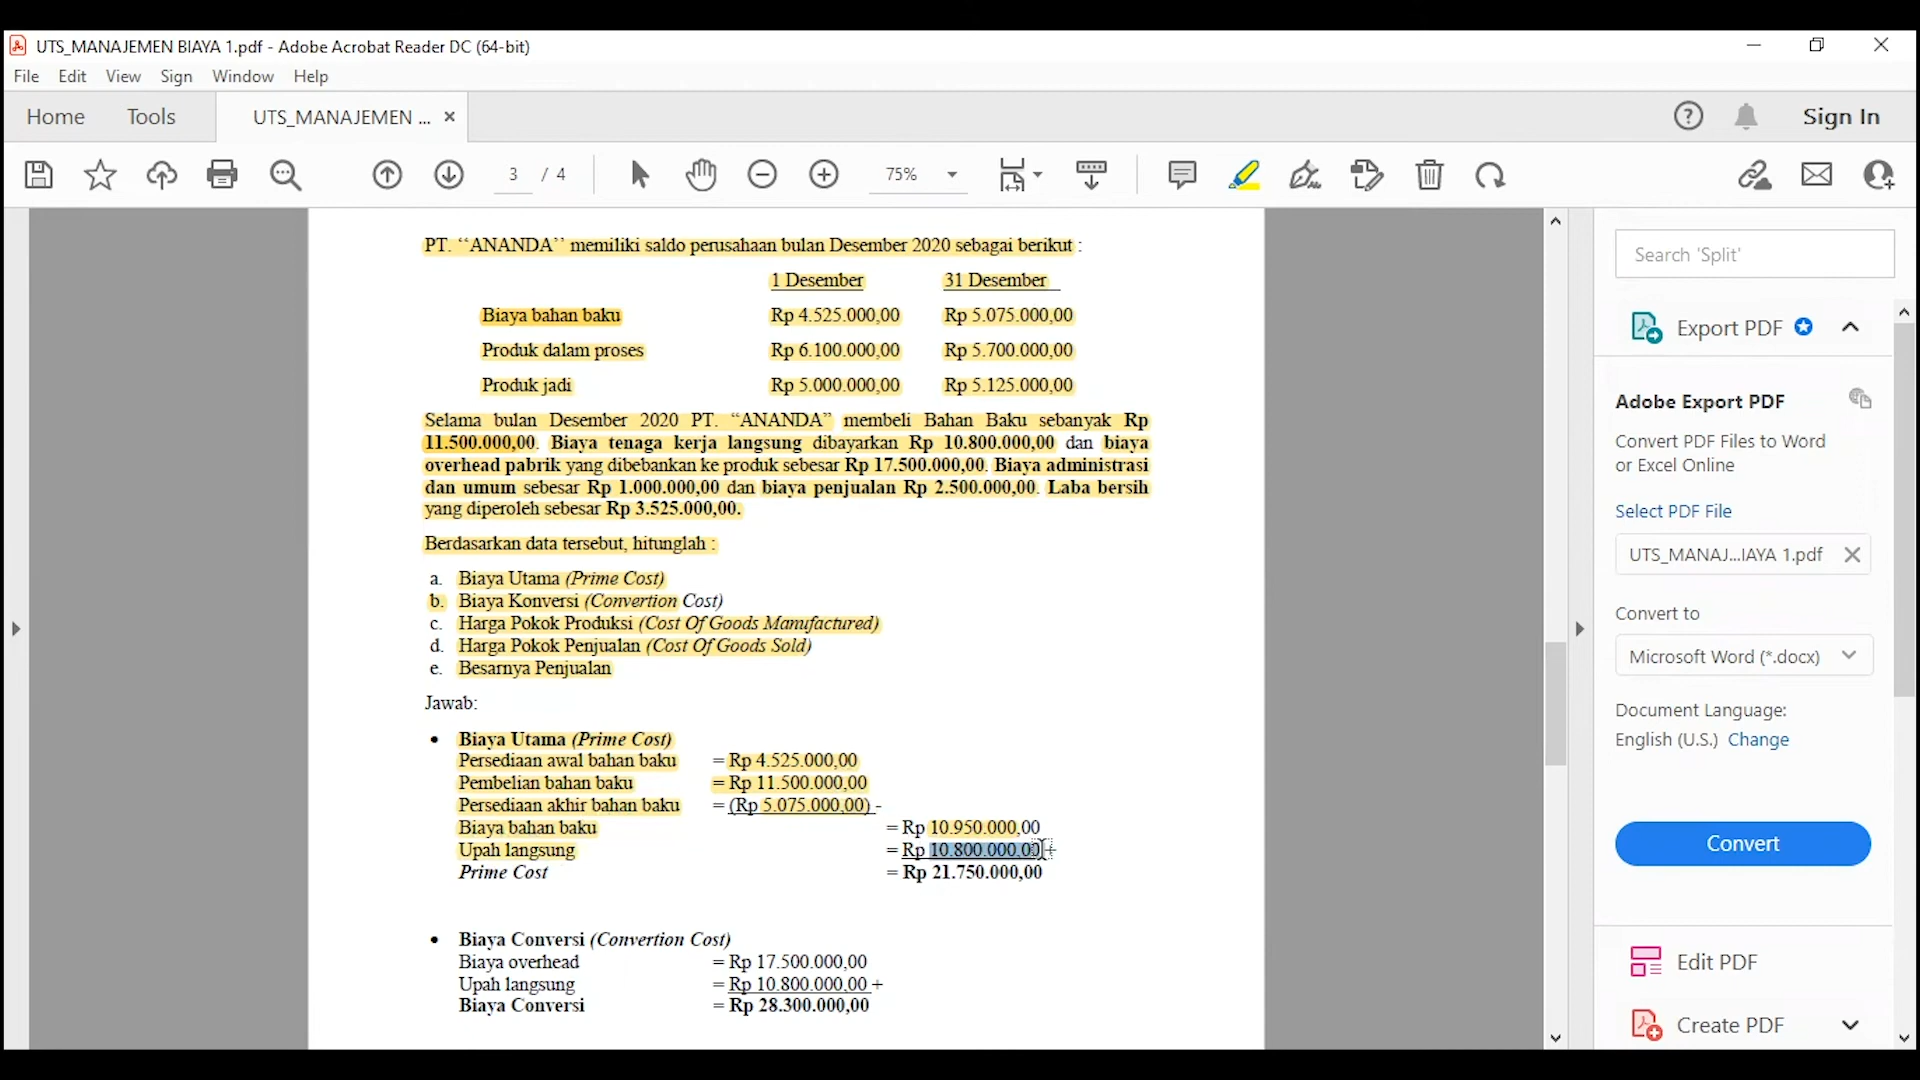 UTS_MANAJEMEN BIAYA 1.pdf - Adobe Acrobat Reader DC (64-bit)
File Edit View Sign Window Help
Home Tools UTS_MANAJEMEN ... × Sign In
3 / 4 75%
PT. ‘‘ANANDA’’ memiliki saldo perusahaan bulan Desember 2020 sebagai berikut :
1 Desember 31 Desember
Biaya bahan baku Rp 4.525.000,00 Rp 5.075.000,00
Produk dalam proses Rp 6.100.000,00 Rp 5.700.000,00
Produk jadi Rp 5.000.000,00 Rp 5.125.000,00
Selama bulan Desember 2020 PT. “ANANDA” membeli Bahan Baku sebanyak Rp
11.500.000,00. Biaya tenaga kerja langsung dibayarkan Rp 10.800.000,00 dan biaya
overhead pabrik yang dibebankan ke produk sebesar Rp 17.500.000,00. Biaya administrasi
dan umum sebesar Rp 1.000.000,00 dan biaya penjualan Rp 2.500.000,00. Laba bersih
yang diperoleh sebesar Rp 3.525.000,00.
Berdasarkan data tersebut, hitunglah :
a. Biaya Utama (Prime Cost)
b. Biaya Konversi (Convertion Cost)
c. Harga Pokok Produksi (Cost Of Goods Manufactured)
d. Harga Pokok Penjualan (Cost Of Goods Sold)
e. Besarnya Penjualan
Jawab:
• Biaya Utama (Prime Cost)
Persediaan awal bahan baku = Rp 4.525.000,00
Pembelian bahan baku = Rp 11.500.000,00
Persediaan akhir bahan baku = (Rp 5.075.000,00) -
Biaya bahan baku = Rp 10.950.000,00
Upah langsung = Rp 10.800.000,00 +
Prime Cost = Rp 21.750.000,00
• Biaya Conversi (Convertion Cost)
Biaya overhead = Rp 17.500.000,00
Upah langsung = Rp 10.800.000,00 +
Biaya Conversi = Rp 28.300.000,00
Search 'Split'
Export PDF
Adobe Export PDF
Convert PDF Files to Word
or Excel Online
Select PDF File
UTS_MANAJ...IAYA 1.pdf
Convert to
Microsoft Word (*.docx)
Document Language:
English (U.S.) Change
Convert
Edit PDF
Create PDF